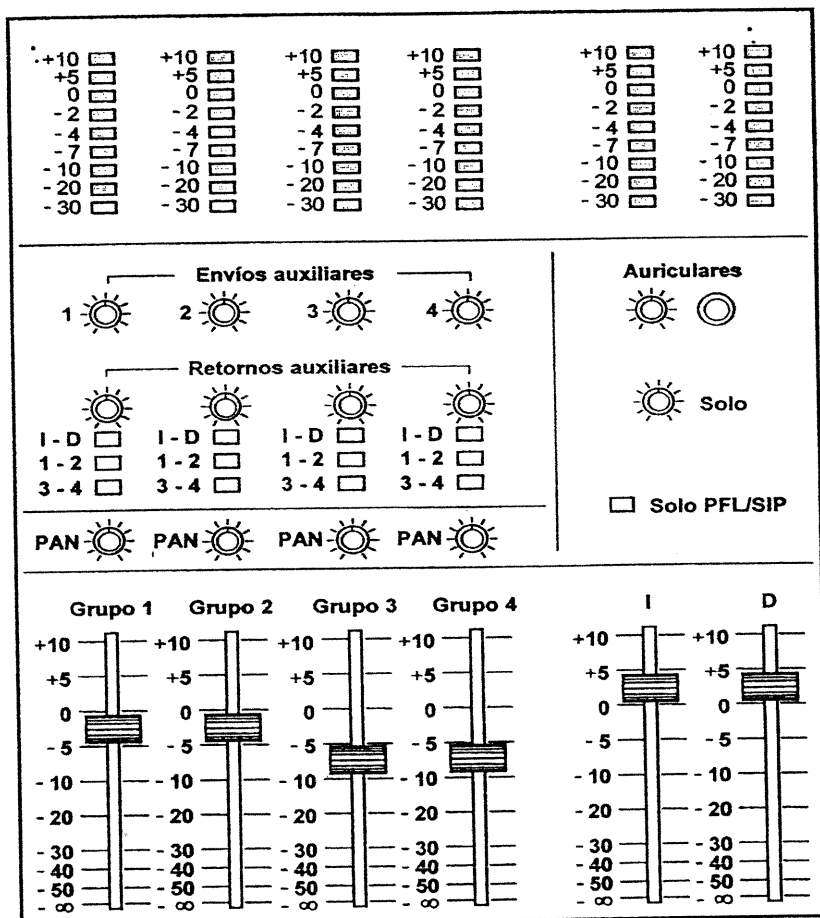 +10 +10 +10 +10 +10 +10
+5 +5 +5 +5 +5 +5
0 0 0 0 0 0
- 2 - 2 - 2 - 2 - 2 - 2
- 4 - 4 - 4 - 4 - 4 - 4
- 7 - 7 - 7 - 7 - 7 - 7
- 10 - 10 - 10 - 10 - 10 - 10
- 20 - 20 - 20 - 20 - 20 - 20
- 30 - 30 - 30 - 30 - 30 - 30
Envíos auxiliares
Auriculares
1 2 3 4
Retornos auxiliares
Solo
I - D I - D I - D I - D
1 - 2 1 - 2 1 - 2 1 - 2
3 - 4 3 - 4 3 - 4 3 - 4
Solo PFL/SIP
PAN PAN PAN PAN
Grupo 1 Grupo 2 Grupo 3 Grupo 4 I D
+10 +10 +10 +10 +10 +10
+5 +5 +5 +5 +5 +5
0 0 0 0 0 0
- 5 - 5 - 5 - 5 - 5 - 5
- 10 - 10 - 10 - 10 - 10 - 10
- 20 - 20 - 20 - 20 - 20 - 20
- 30 - 30 - 30 - 30 - 30 - 30
- 40 - 40 - 40 - 40 - 40 - 40
- 50 - 50 - 50 - 50 - 50 - 50
- ∞ - ∞ - ∞ - ∞ - ∞ - ∞